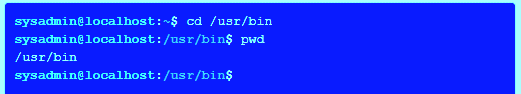 sysadmin@localhost:~$ cd /usr/bin
sysadmin@localhost:/usr/bin$ pwd
/usr/bin
sysadmin@localhost:/usr/bin$